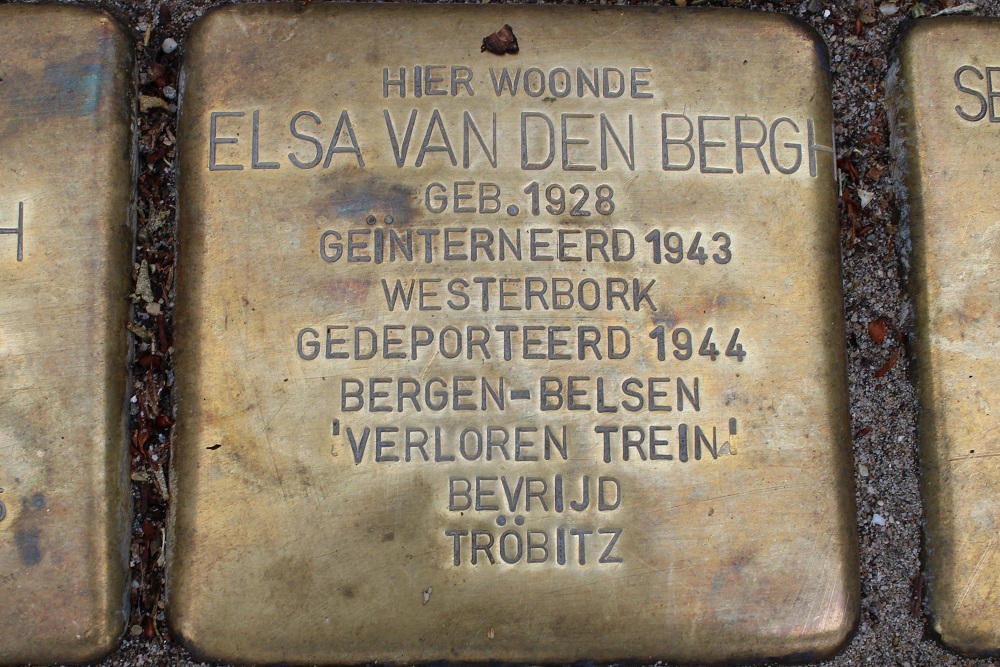 HIER WOONDE
ELSA VAN DEN BERGH
GEB. 1928
GEÏNTERNEERD 1943
WESTERBORK
GEDEPORTEERD 1944
BERGEN-BELSEN
'VERLOREN TREIN'
BEVRIJD
TRÖBITZ
H
SE